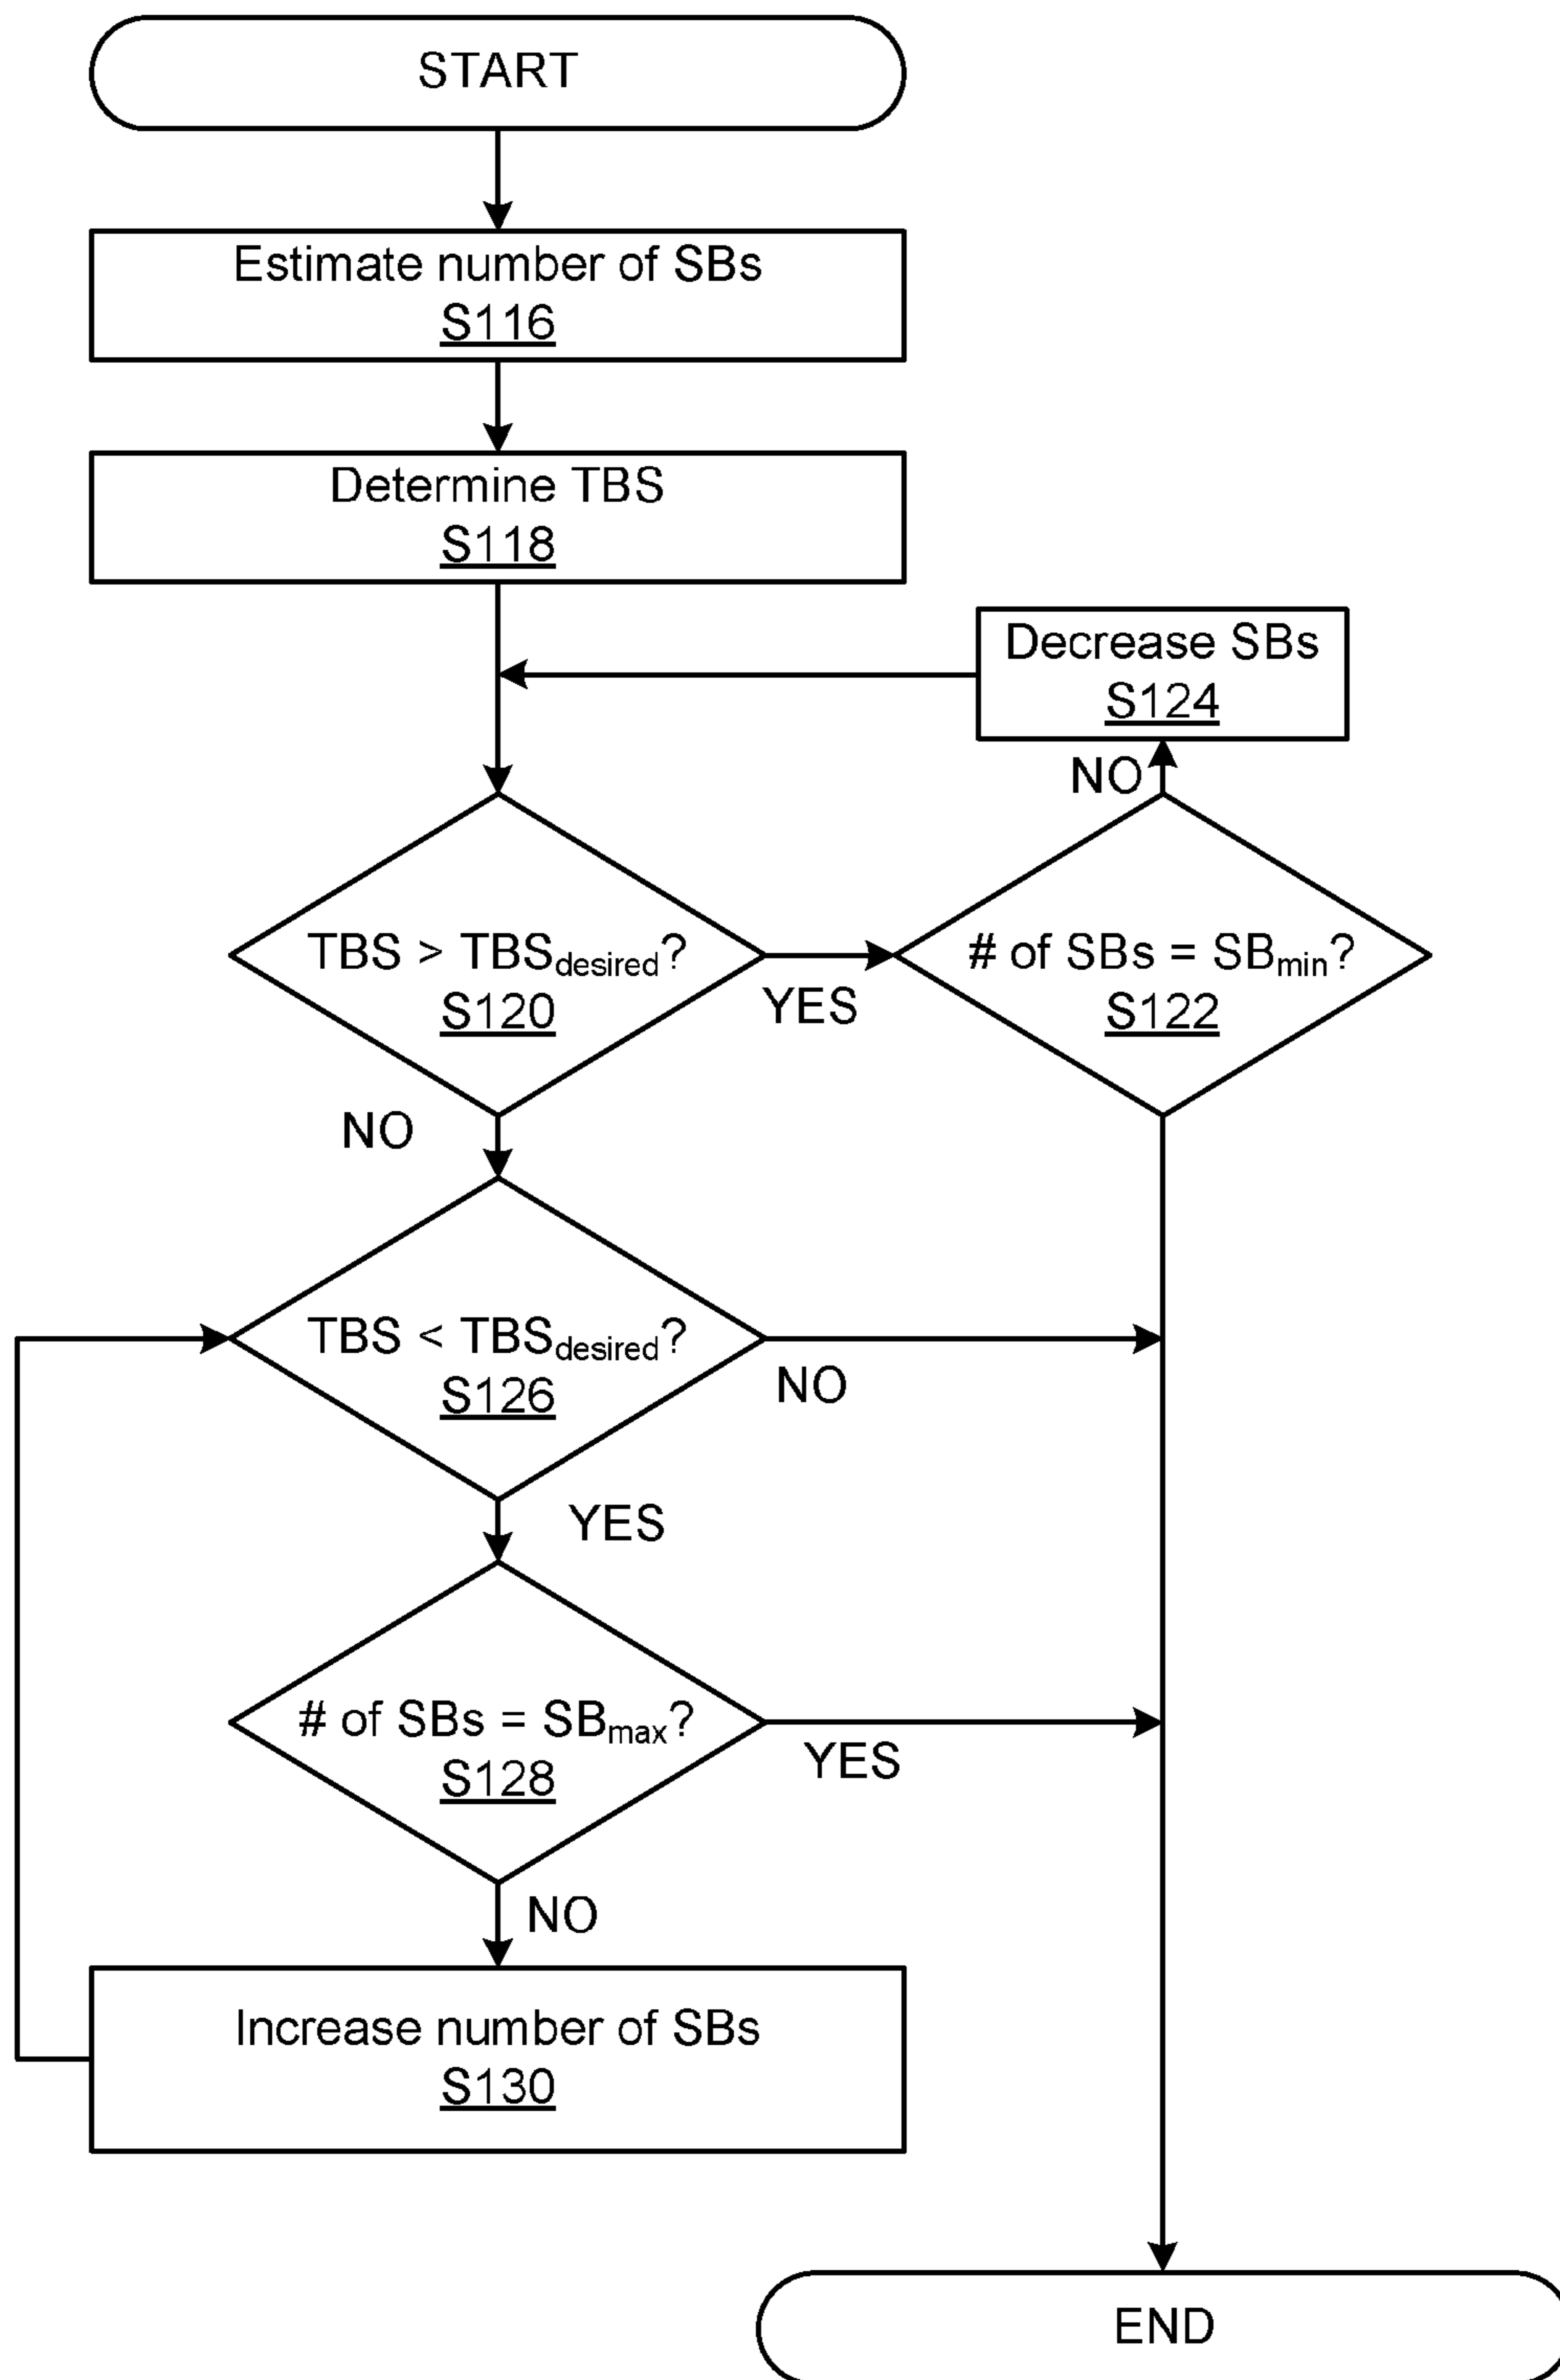 START
Estimate number of SBs
S116
Determine TBS
S118
Decrease SBs
S124
NO
TBS > TBSdesired?
S120
YES
# of SBs = SBmin?
S122
NO
TBS < TBSdesired?
S126
NO
YES
# of SBs = SBmax?
S128
YES
NO
Increase number of SBs
S130
END